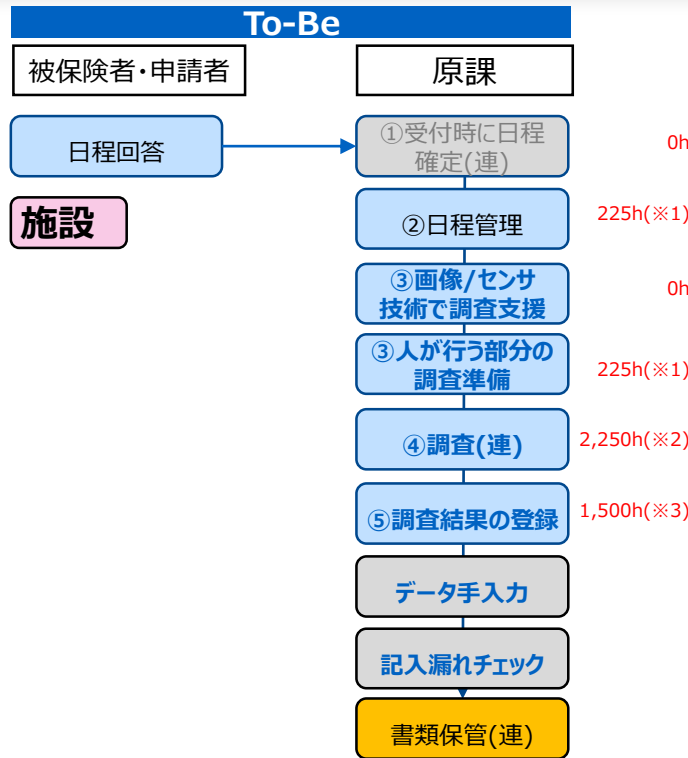 To-Be
被保険者・申請者
原課
日程回答
①受付時に日程
確定(連)
0h
施設
②日程管理
225h(※1)
③画像/センサ
技術で調査支援
0h
③人が行う部分の
調査準備
225h(※1)
④調査(連)
2,250h(※2)
⑤調査結果の登録
1,500h(※3)
データ手入力
記入漏れチェック
書類保管(連)